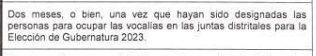 Dos meses, o bien, una vez que hayan sido designadas las
personas para ocupar las vocalías en las juntas distritales para la
Elección de Gubernatura 2023.